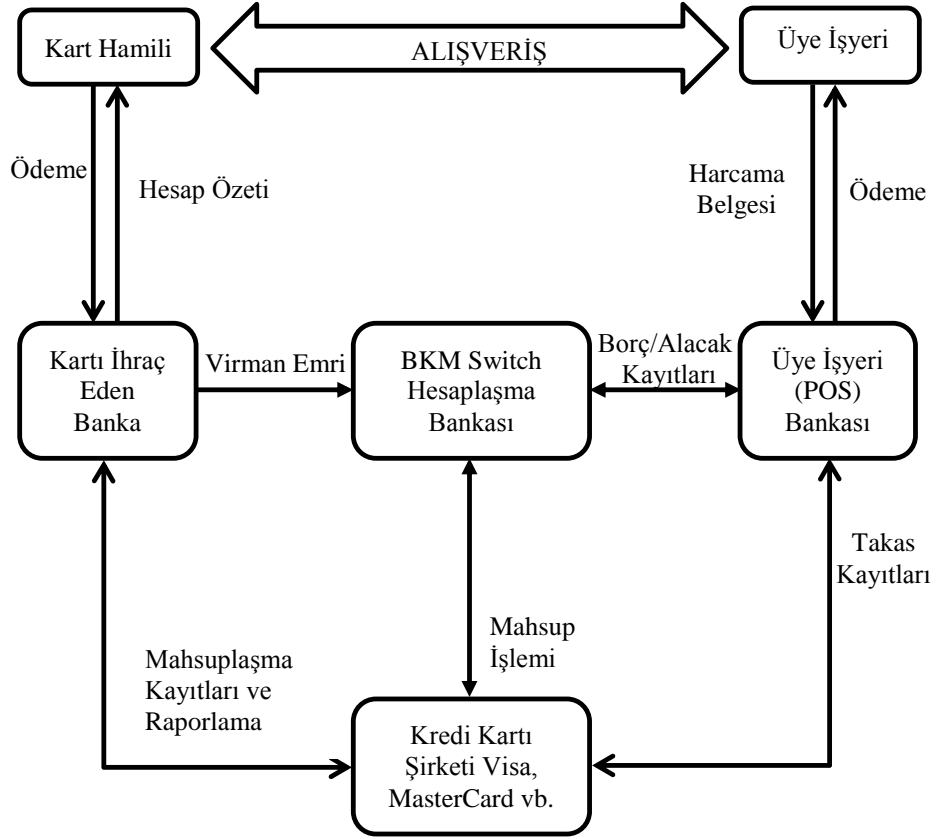 Kart Hamili
ALIŞVERİŞ
Üye İşyeri
Ödeme
Hesap Özeti
Harcama
Belgesi
Ödeme
Kartı İhraç
Eden
Banka
Virman Emri
BKM Switch
Hesaplaşma
Bankası
Borç/Alacak
Kayıtları
Üye İşyeri
(POS)
Bankası
Takas
Kayıtları
Mahsup
İşlemi
Mahsuplaşma
Kayıtları ve
Raporlama
Kredi Kartı
Şirketi Visa,
MasterCard vb.